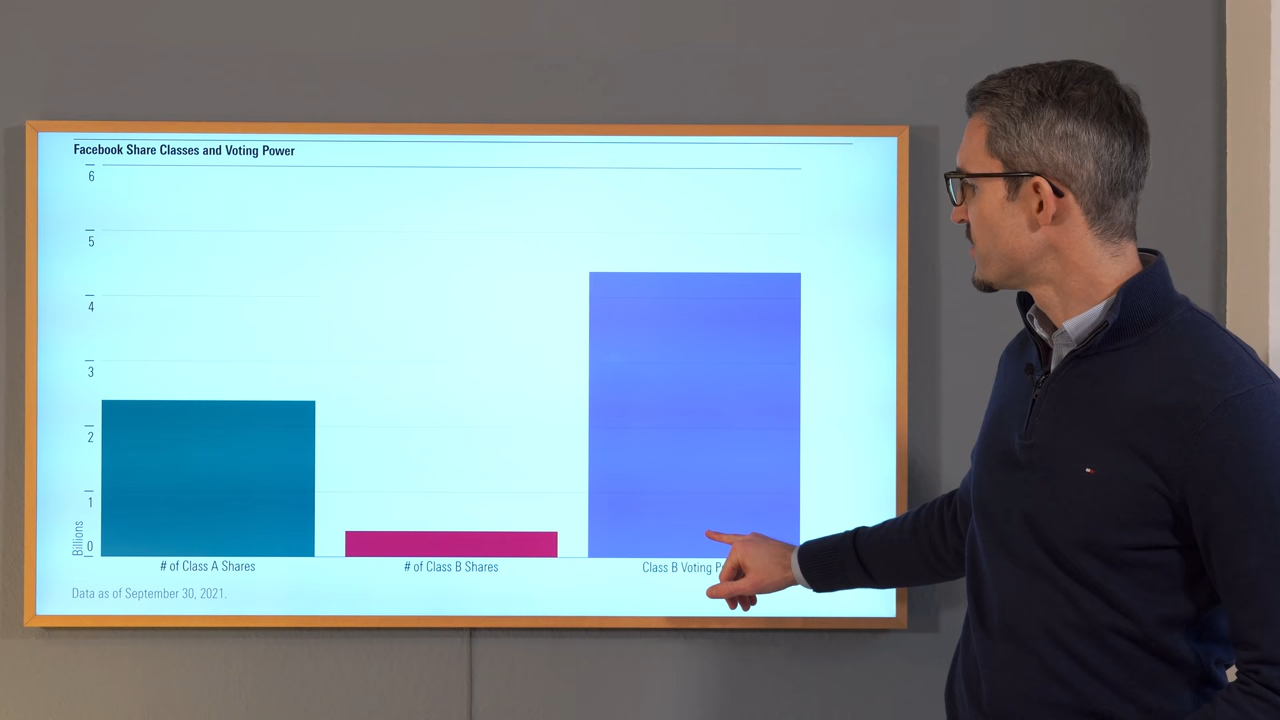 Facebook Share Classes and Voting Power
6
5
4
3
2
1
0
Billions
# of Class A Shares
# of Class B Shares
Class B Voting
Data as of September 30, 2021.